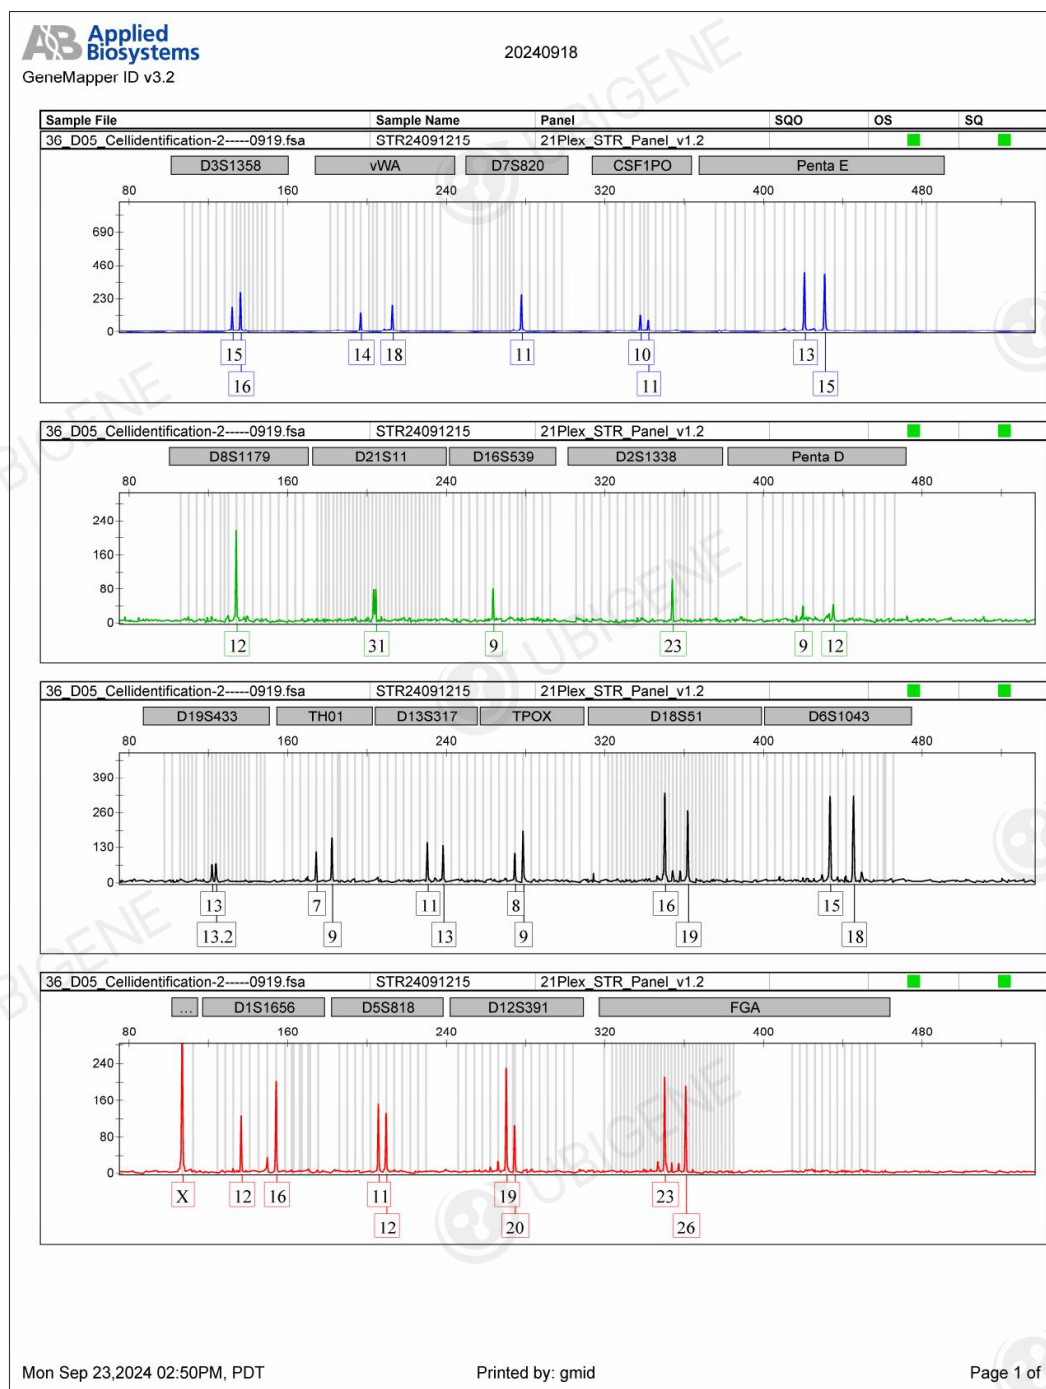 AB Applied Biosystems
GeneMapper ID v3.2
20240918
Sample File Sample Name Panel SQO OS SQ
36_D05_Cellidentification-2-----0919.fsa STR24091215 21Plex_STR_Panel_v1.2
D3S1358 vWA D7S820 CSF1PO Penta E
80 160 240 320 400 480
690
460
230
0
15 14 18 11 10 13
16 11 15
36_D05_Cellidentification-2-----0919.fsa STR24091215 21Plex_STR_Panel_v1.2
D8S1179 D21S11 D16S539 D2S1338 Penta D
80 160 240 320 400 480
240
160
80
0
12 31 9 23 9 12
36_D05_Cellidentification-2-----0919.fsa STR24091215 21Plex_STR_Panel_v1.2
D19S433 TH01 D13S317 TPOX D18S51 D6S1043
80 160 240 320 400 480
390
260
130
0
13 7 11 8 16 15
13.2 9 13 9 19 18
36_D05_Cellidentification-2-----0919.fsa STR24091215 21Plex_STR_Panel_v1.2
... D1S1656 D5S818 D12S391 FGA
80 160 240 320 400 480
240
160
80
0
X 12 16 11 19 23
12 20 26
Mon Sep 23,2024 02:50PM, PDT Printed by: gmid Page 1 of
UBIGENE
UBIGENE
UBIGENE
UBIGENE
UBIGENE